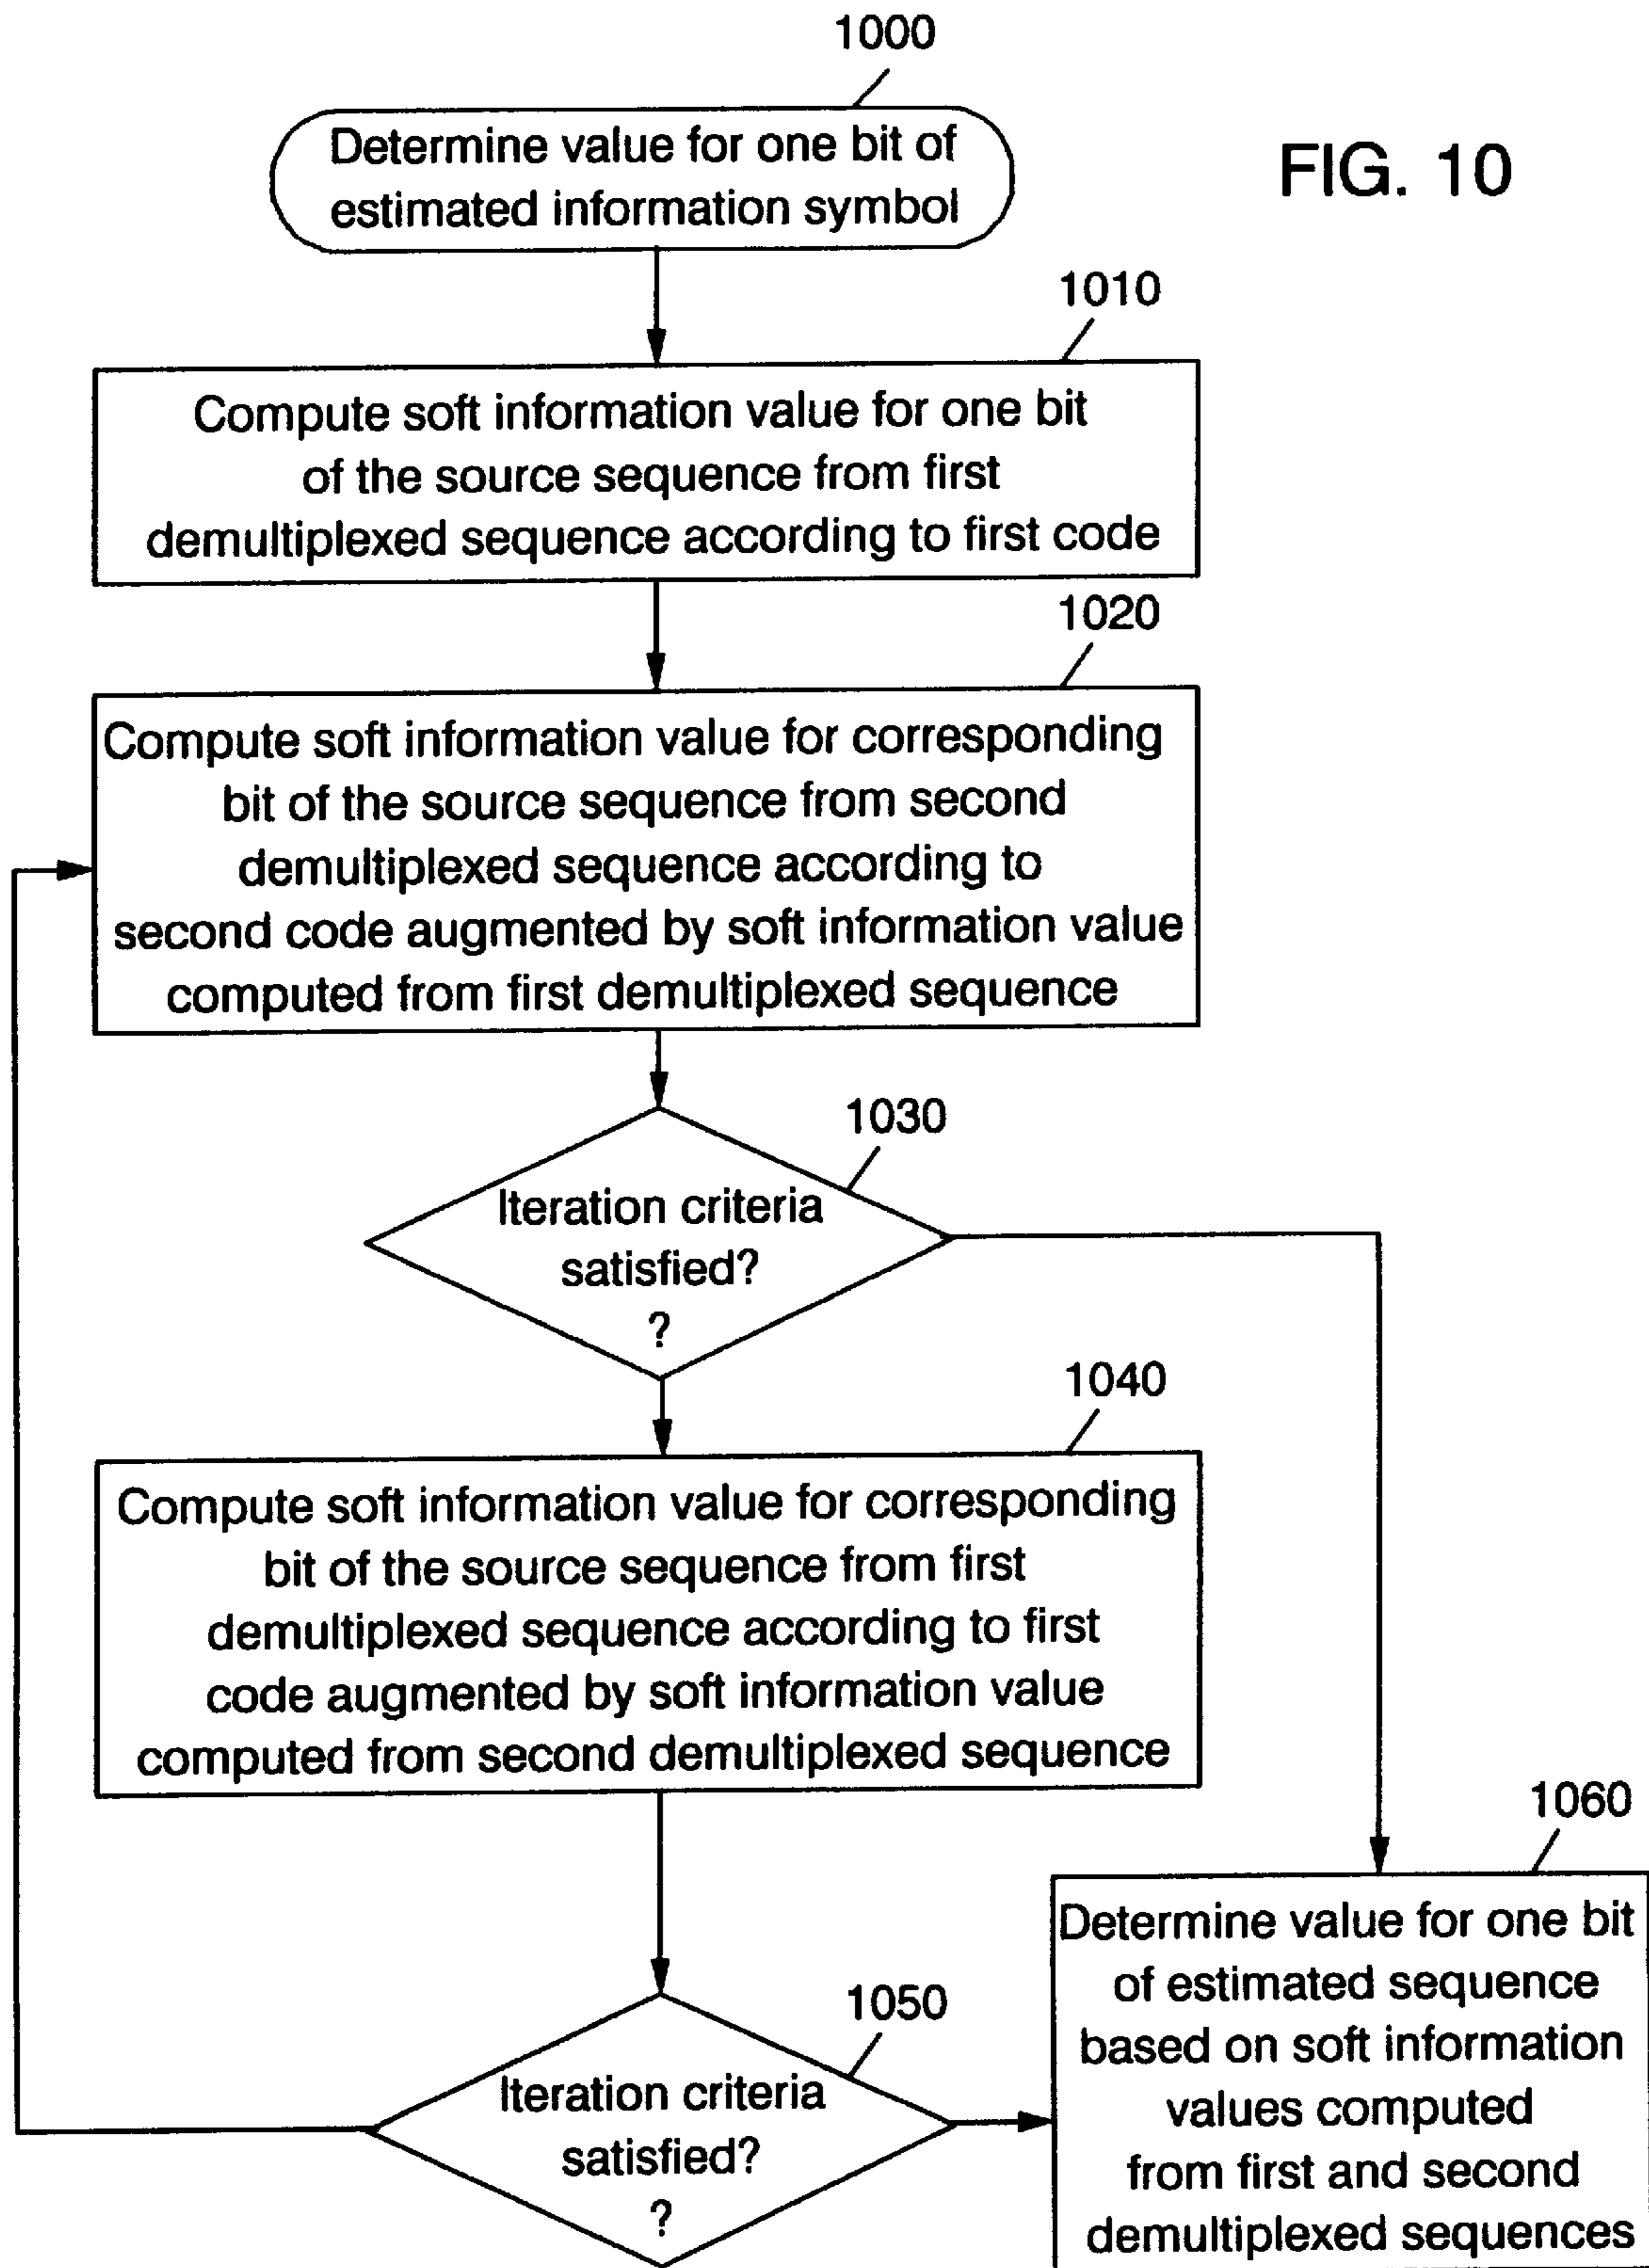 1000
Determine value for one bit of
estimated information symbol
FIG. 10
1010
Compute soft information value for one bit
of the source sequence from first
demultiplexed sequence according to first code
1020
Compute soft information value for corresponding
bit of the source sequence from second
demultiplexed sequence according to
second code augmented by soft information value
computed from first demultiplexed sequence
1030
Iteration criteria
satisfied?
?
1040
Compute soft information value for corresponding
bit of the source sequence from first
demultiplexed sequence according to first
code augmented by soft information value
computed from second demultiplexed sequence
1050
Iteration criteria
satisfied?
?
1060
Determine value for one bit
of estimated sequence
based on soft information
values computed
from first and second
demultiplexed sequences